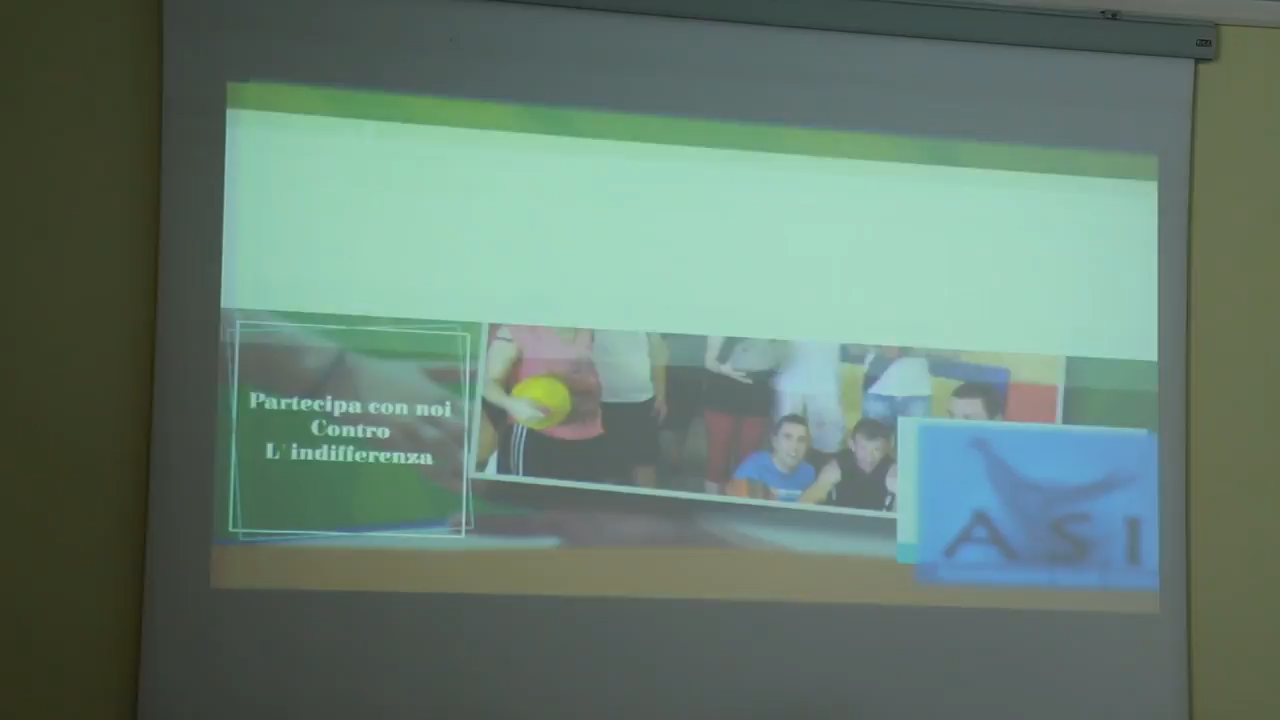 Partecipa con noi
Contro
L'indifferenza
ASI